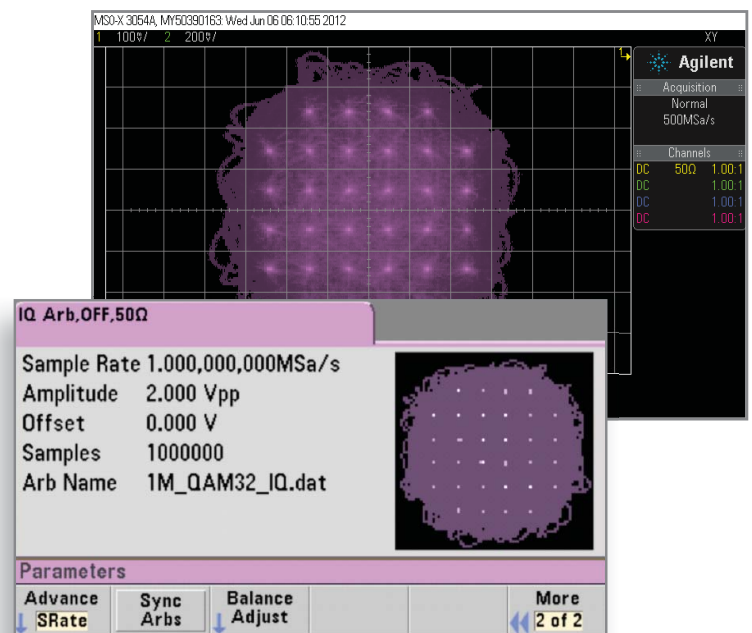 MSO-X 3054A, MY50390163: Wed Jun 06 06:10:55 2012
1 100♈/ 2 200♈/ XY
1
Agilent
Acquisition
Normal
500MSa/s
Channels
DC 50Ω 1.00:1
DC 1.00:1
DC 1.00:1
DC 1.00:1
IQ Arb,OFF,50Ω
Sample Rate 1.000,000,000MSa/s
Amplitude 2.000 Vpp
Offset 0.000 V
Samples 1000000
Arb Name 1M_QAM32_IQ.dat
Parameters
Advance Sync Balance More
SRate Arbs Adjust 2 of 2